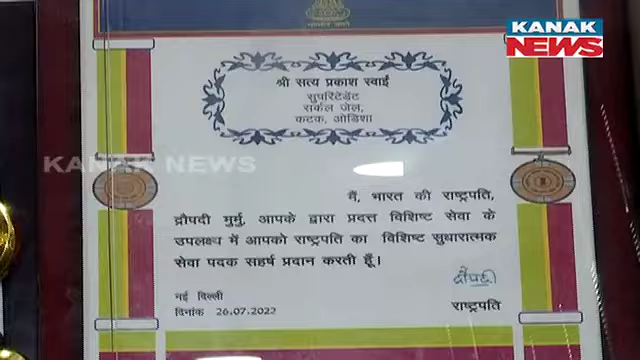 KANAK
NEWS
श्री सत्य प्रकाश स्वाईं
सुपरिटेंडेंट
सर्कल जेल,
कटक, ओडिशा
KANAK NEWS
मैं, भारत की राष्ट्रपति,
द्रौपदी मुर्मु, आपके द्वारा प्रदत्त विशिष्ट सेवा के
उपलक्ष्य में आपको राष्ट्रपति का विशिष्ट सुधारात्मक
सेवा पदक सहर्ष प्रदान करती हूँ।
द्रौपदी
नई दिल्ली
राष्ट्रपति
दिनांक 26.07.2022